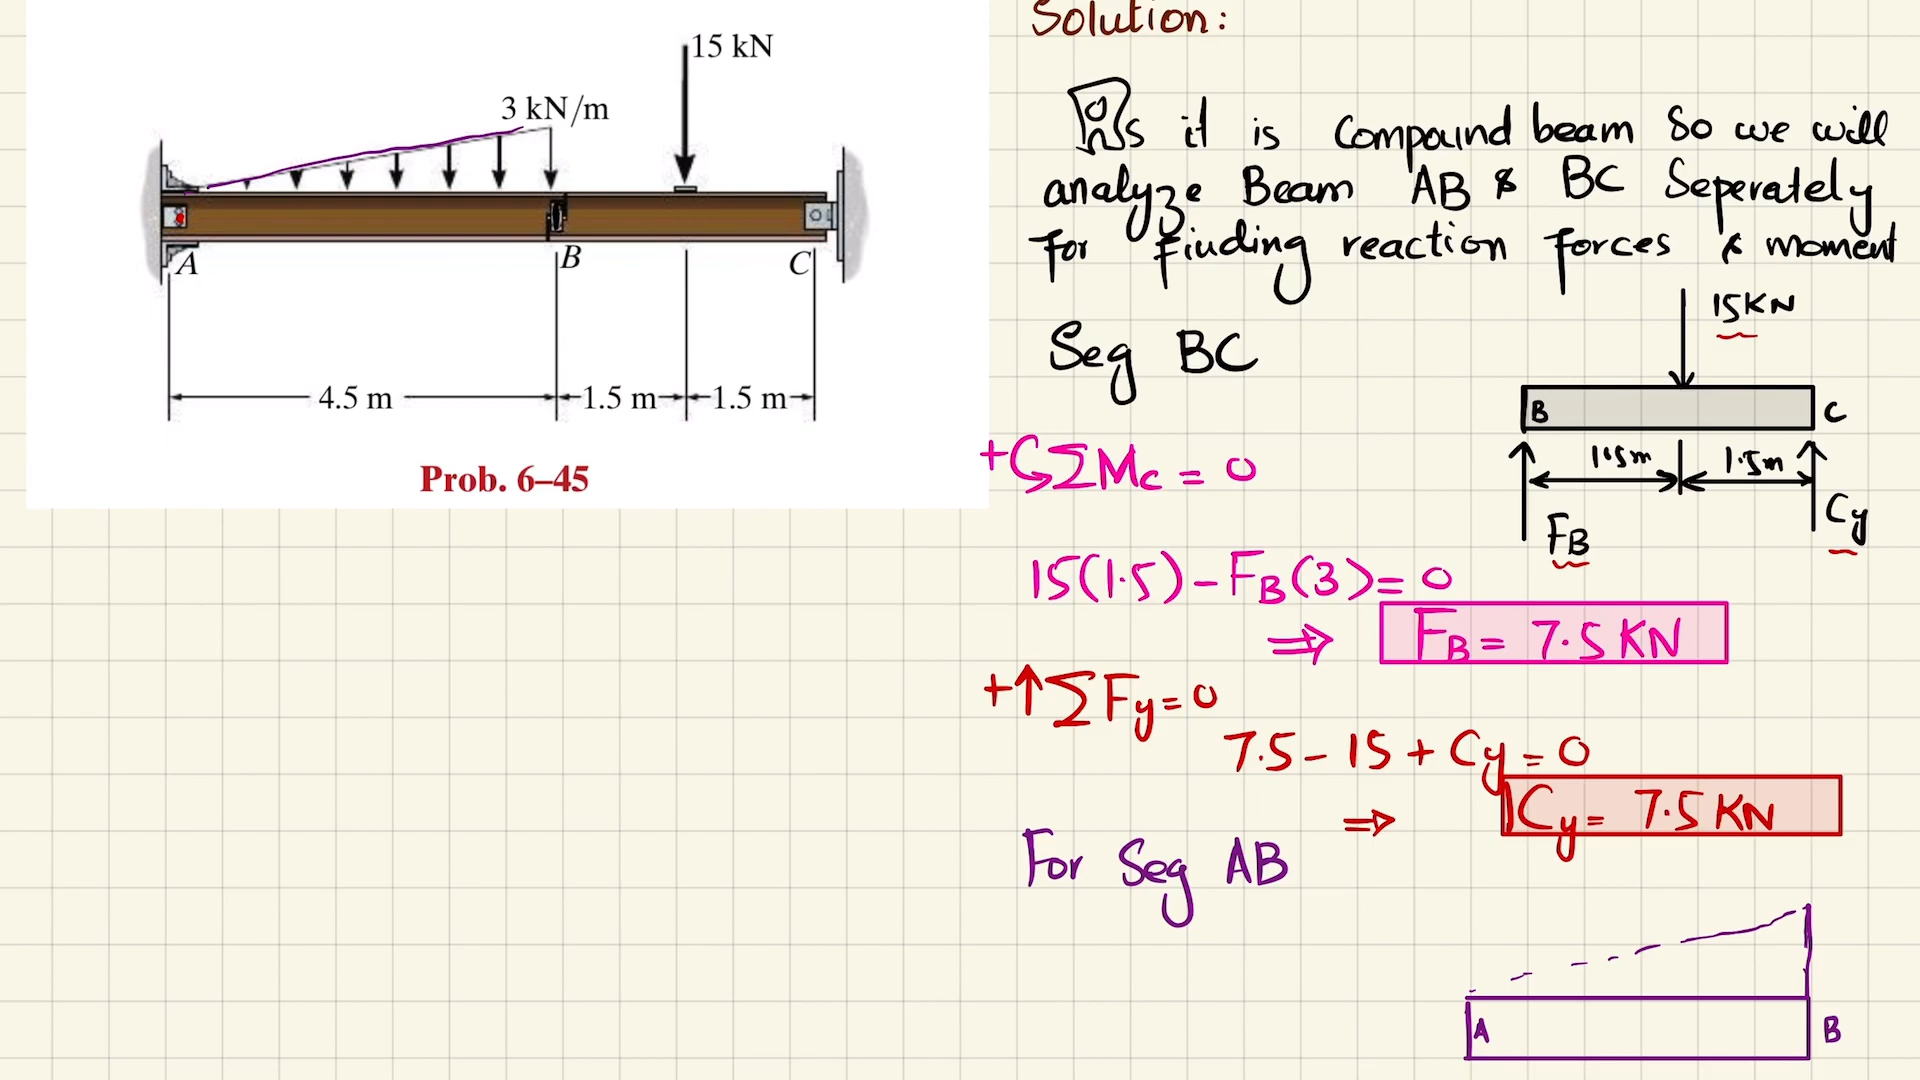 15 kN
3 kN/m
A
B
C
4.5 m
1.5 m
1.5 m
Prob. 6–45
Solution:
As it is Compound beam So we will
analyze Beam AB & BC Seperately
For Finding reaction Forces & moment
Seg BC
15KN
B
C
1.5m
1.5m
FB
Cy
+ΣMc = 0
15(1.5) - FB(3) = 0
⇒ FB = 7.5 KN
+↑ΣFy = 0
7.5 - 15 + Cy = 0
⇒ Cy = 7.5 KN
For Seg AB
A
B